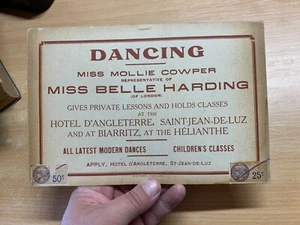 DANCING
MISS MOLLIE COWPER
REPRESENTATIVE OF
MISS BELLE HARDING
(OF LONDON)
GIVES PRIVATE LESSONS AND HOLDS CLASSES
AT THE
HOTEL D'ANGLETERRE, SAINT-JEAN-DE-LUZ
AND AT BIARRITZ, AT THE HÉLIANTHE
ALL LATEST MODERN DANCES CHILDREN'S CLASSES
APPLY, HOTEL D'ANGLETERRE, ST-JEAN-DE-LUZ
50c 25c